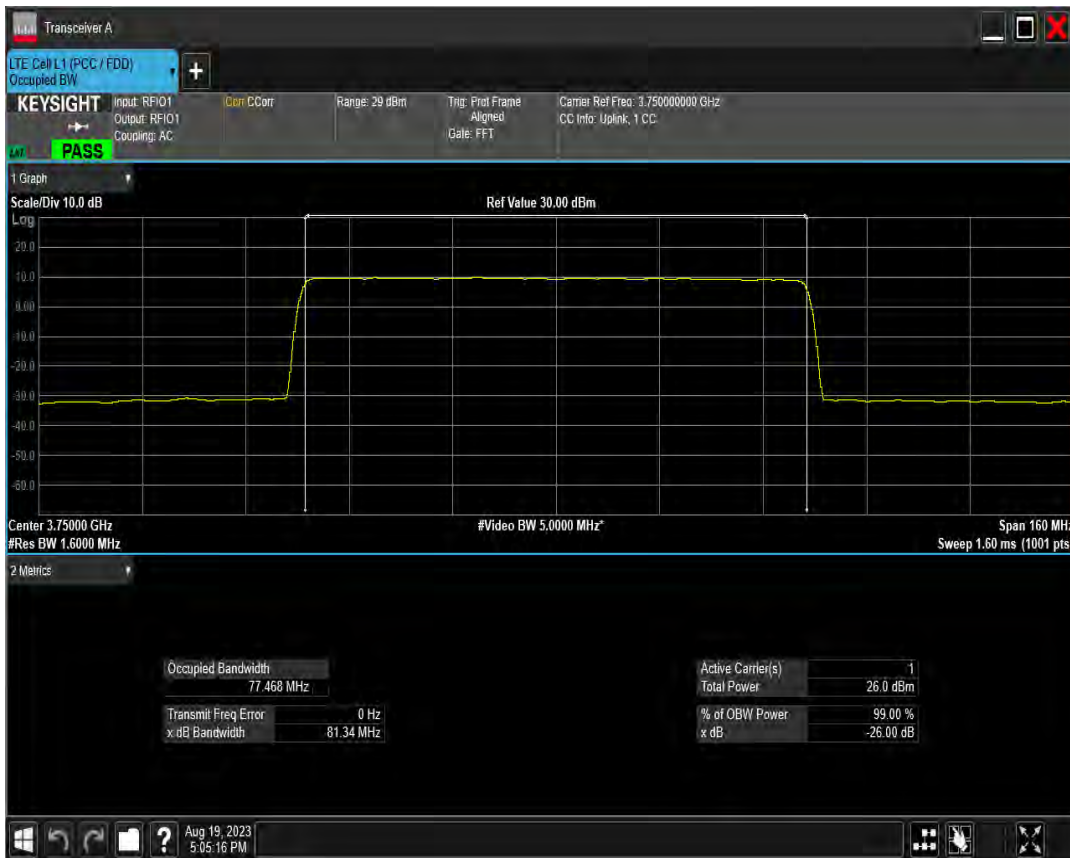 Transceiver A
LTE Cell L1 (PCC / FDD)
Occupied BW
+
KEYSIGHT
Input: RFIO1
Output: RFIO1
Coupling: AC
Corr CCorr
Range: 29 dBm
Trig: Prot Frame
Aligned
Gate: FFT
Carrier Ref Freq: 3.750000000 GHz
CC Info: Uplink, 1 CC
PASS
1 Graph
Scale/Div 10.0 dB
Ref Value 30.00 dBm
Log
20.0
10.0
0.00
-10.0
-20.0
-30.0
-40.0
-50.0
-60.0
Center 3.75000 GHz
#Video BW 5.0000 MHz*
Span 160 MHz
#Res BW 1.6000 MHz
Sweep 1.60 ms (1001 pts
2 Metrics
Occupied Bandwidth
77.468 MHz
Transmit Freq Error 0 Hz
x dB Bandwidth 81.34 MHz
Active Carrier(s) 1
Total Power 26.0 dBm
% of OBW Power 99.00 %
x dB -26.00 dB
?
Aug 19, 2023
5:05:16 PM